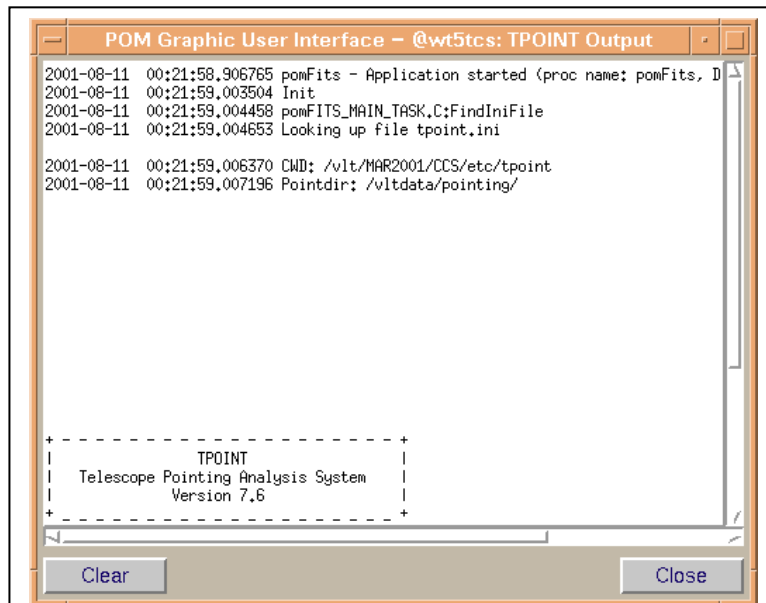 POM Graphic User Interface – @wt5tcs: TPOINT Output
2001-08-11 00:21:58.906765 pomFits - Application started (proc name: pomFits, D
2001-08-11 00:21:59.003504 Init
2001-08-11 00:21:59.004458 pomFITS_MAIN_TASK.C:FindIniFile
2001-08-11 00:21:59.004653 Looking up file tpoint.ini
2001-08-11 00:21:59.006370 CWD: /vlt/MAR2001/CCS/etc/tpoint
2001-08-11 00:21:59.007196 Pointdir: /vltdata/pointing/
+ - - - - - - - - - - - - - - - - - - - - +
| TPOINT |
| Telescope Pointing Analysis System |
| Version 7.6 |
+ - - - - - - - - - - - - - - - - - - - - +
Clear Close